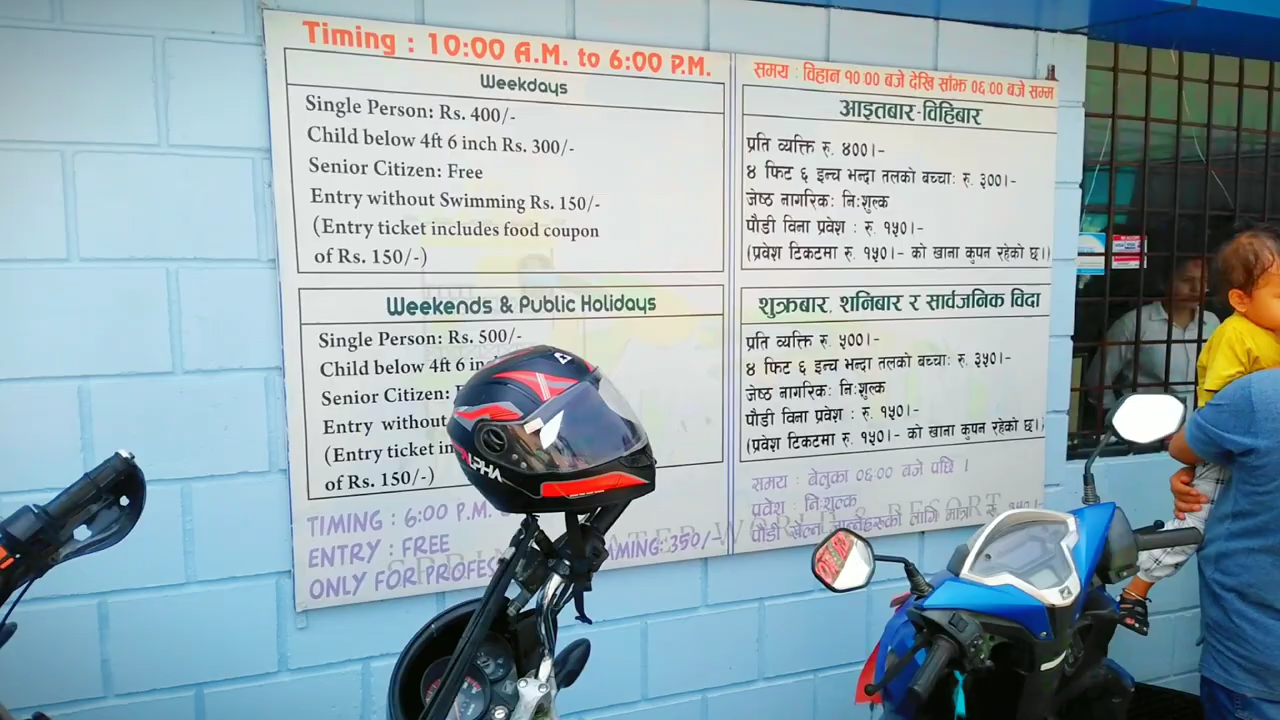 Timing : 10:00 A.M. to 6:00 P.M.
Weekdays
Single Person: Rs. 400/-
Child below 4ft 6 inch Rs. 300/-
Senior Citizen: Free
Entry without Swimming Rs. 150/-
(Entry ticket includes food coupon
of Rs. 150/-)
Weekends & Public Holidays
Single Person: Rs. 500/-
Child below 4ft 6
Senior Citizen:
Entry without
(Entry ticket
of Rs. 150/-)
TIMING : 6:00 P.M.
ENTRY : FREE
ONLY FOR 350/-
समय : विहान १०:०० बजे देखि साँझ ०६:०० बजे सम्म
आइतबार-विहिबार
प्रति व्यक्ति रु. ४००।-
४ फिट ६ इन्च भन्दा तलको बच्चाः रु. ३००।-
जेष्ठ नागरिकः निःशुल्क
पौडी विना प्रवेश : रु. १५०।-
(प्रवेश टिकटमा रु. १५०।- को खाना कुपन रहेको छ।)
शुक्रबार, शनिबार र सार्वजनिक विदा
प्रति व्यक्ति रु. ५००।-
४ फिट ६ इन्च भन्दा तलको बच्चाः रु. ३५०।-
जेष्ठ नागरिकः निःशुल्क
पौडी विना प्रवेश : रु. १५०।-
(प्रवेश टिकटमा रु. १५०।- को खाना कुपन रहेको छ।)
समय : बेलुका ०६:०० बजे पछि ।
प्रवेश : निःशुल्क
पौडी खेल्न लागि मात्र रु.
RESORT
ALPHA